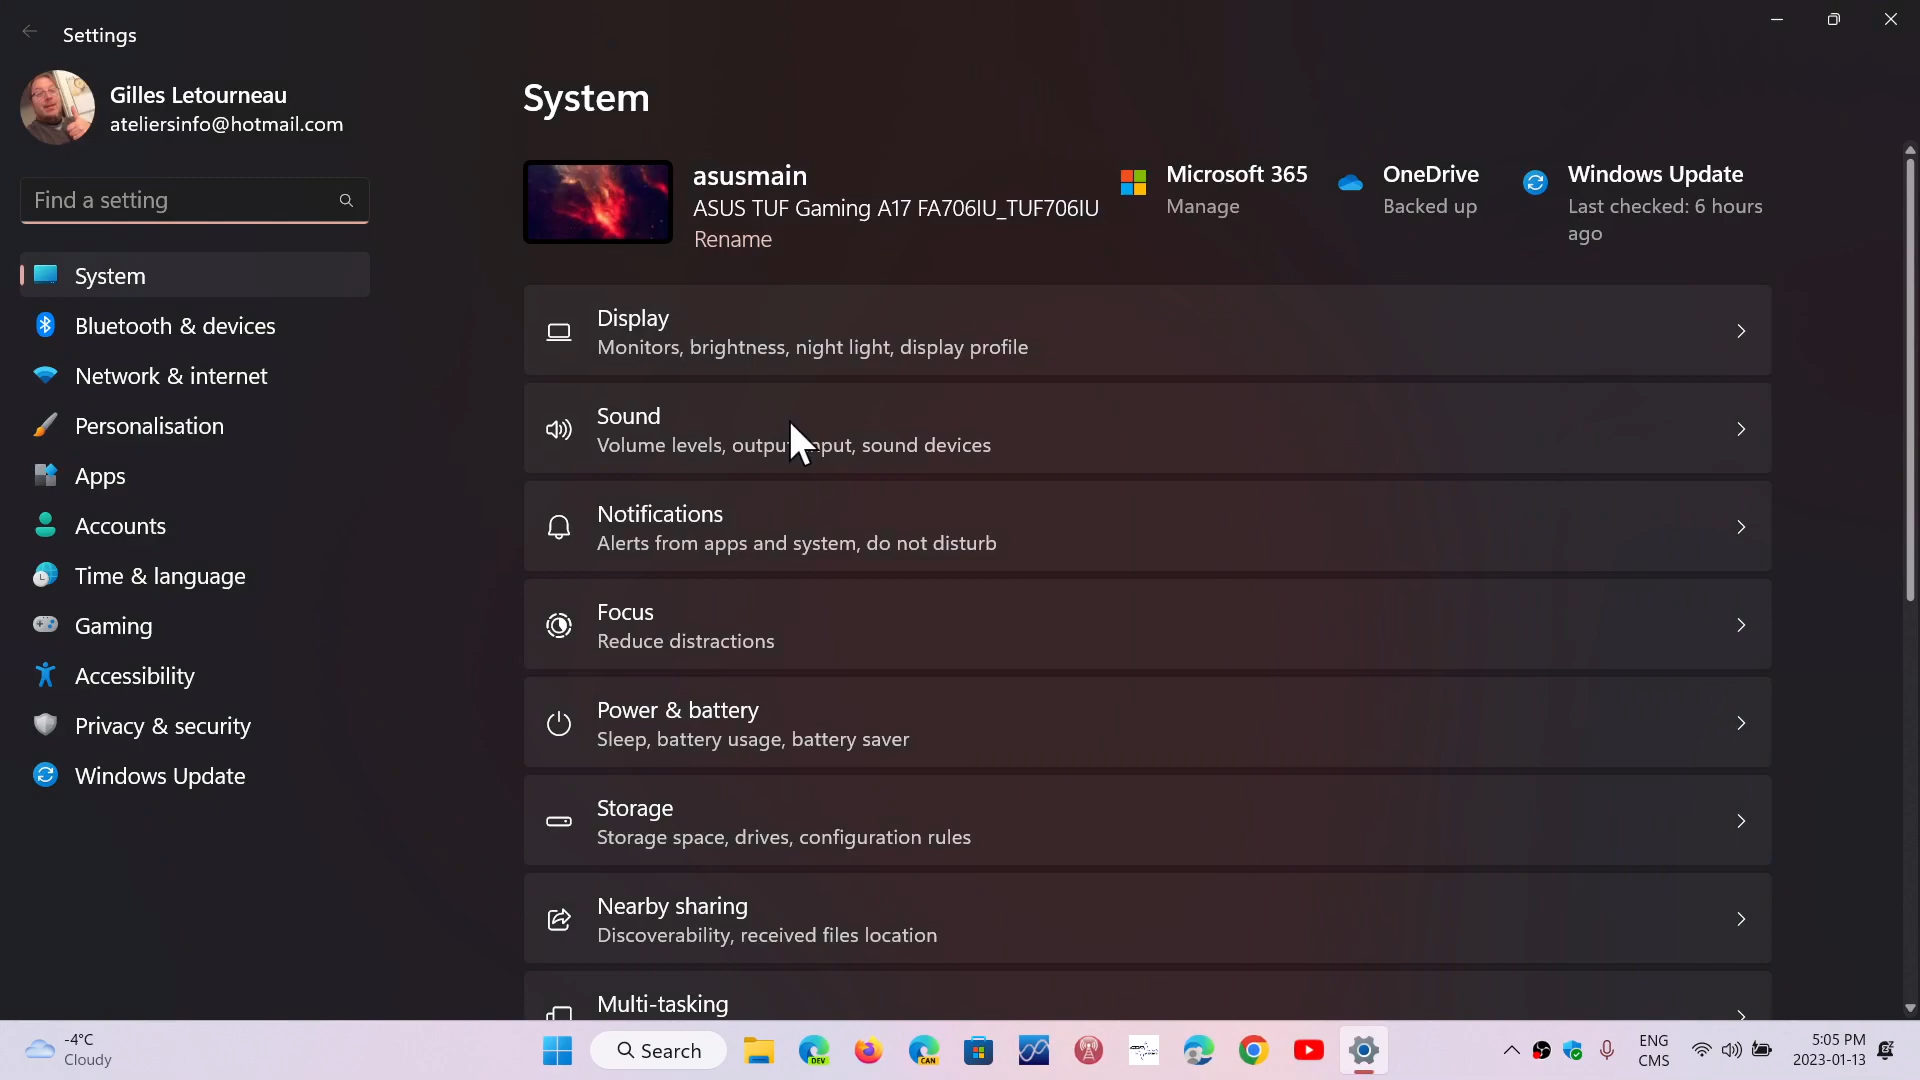 Settings
Gilles Letourneau
ateliersinfo@hotmail.com
Find a setting
System
Bluetooth & devices
Network & internet
Personalisation
Apps
Accounts
Time & language
Gaming
Accessibility
Privacy & security
Windows Update
System
asusmain
ASUS TUF Gaming A17 FA706IU_TUF706IU
Rename
Microsoft 365
Manage
OneDrive
Backed up
Windows Update
Last checked: 6 hours
ago
Display
Monitors, brightness, night light, display profile
Sound
Volume levels, output, input, sound devices
Notifications
Alerts from apps and system, do not disturb
Focus
Reduce distractions
Power & battery
Sleep, battery usage, battery saver
Storage
Storage space, drives, configuration rules
Nearby sharing
Discoverability, received files location
Multi-tasking
-4°C
Cloudy
Search
DEV
CAN
ENG
CMS
5:05 PM
2023-01-13